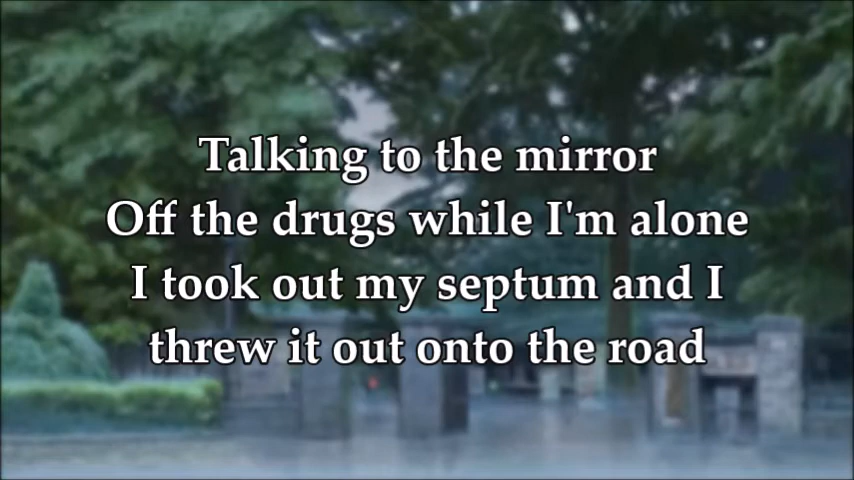 Talking to the mirror
Off the drugs while I'm alone
I took out my septum and I
threw it out onto the road